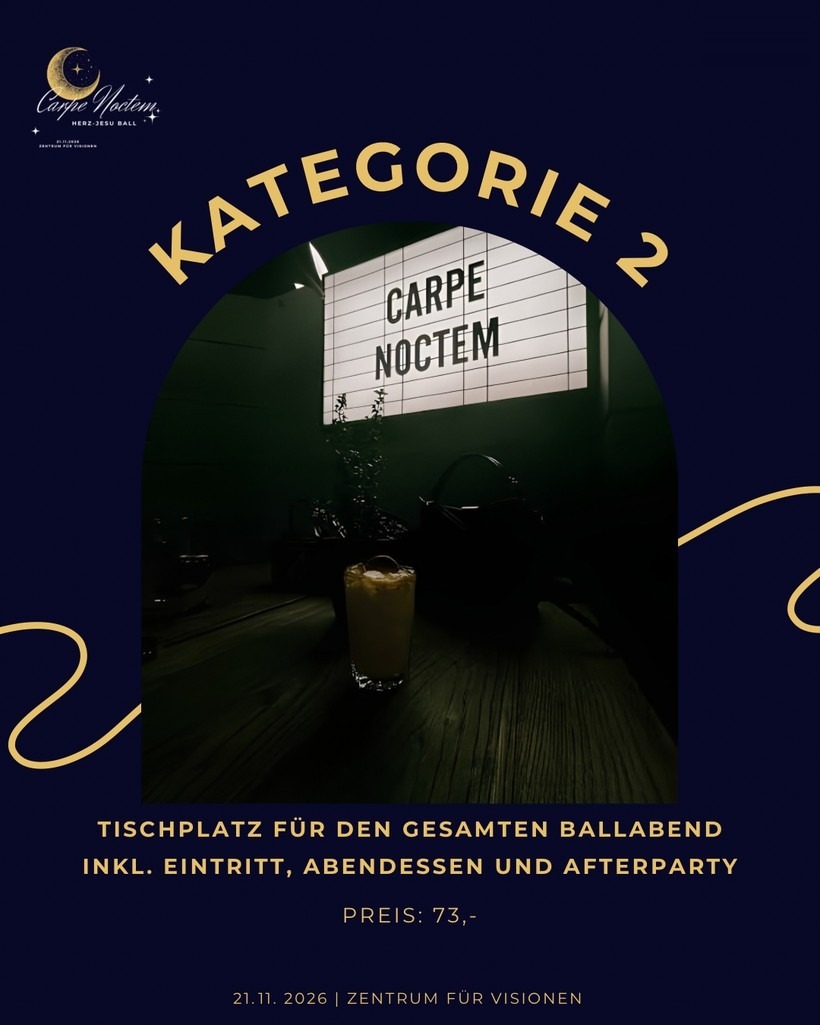 Carpe Noctem
HERZ-JESU BALL
21.11.2026
ZENTRUM FÜR VISIONEN
KATEGORIE 2
CARPE
NOCTEM
TISCHPLATZ FÜR DEN GESAMTEN BALLABEND
INKL. EINTRITT, ABENDESSEN UND AFTERPARTY
PREIS: 73,-
21.11. 2026 | ZENTRUM FÜR VISIONEN